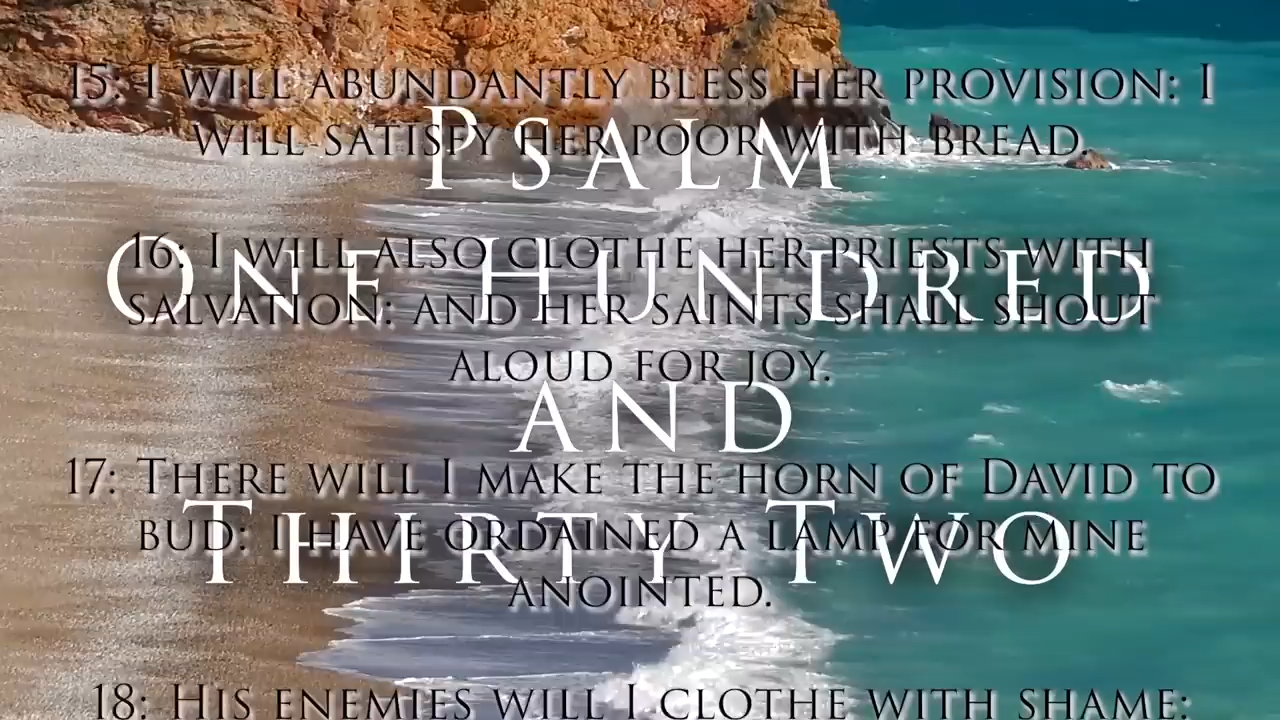 15: I will abundantly bless her provision: I
will satisfy her poor with bread.
Psalm
16: I will also clothe her priests with
One Hundred
salvation: and her saints shall shout
aloud for joy.
and
17: There will I make the horn of David to
bud: I have ordained a lamp for mine
Thirty Two
anointed.
18: His enemies will I clothe with shame: